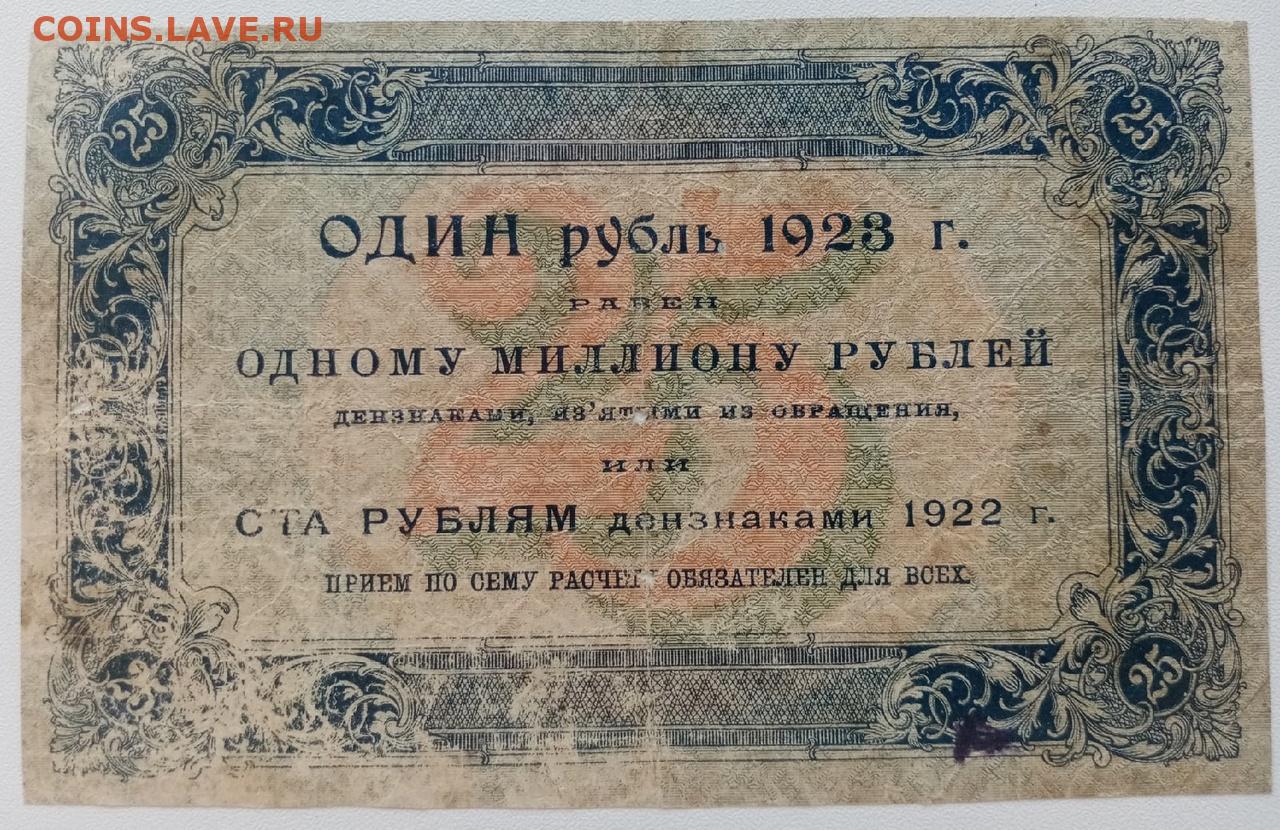 COINS.LAVE.RU
25 25
ОДИН рубль 1923 г.
РАВЕН
ОДНОМУ МИЛЛИОНУ РУБЛЕЙ
ДЕНЗНАКАМИ, ИЗ'ЯТЫМИ ИЗ ОБРАЩЕНИЯ,
ИЛИ
СТА РУБЛЯМ дензнаками 1922 г.
ПРИЕМ ПО СЕМУ РАСЧЕТУ ОБЯЗАТЕЛЕН ДЛЯ ВСЕХ.
25
25 25